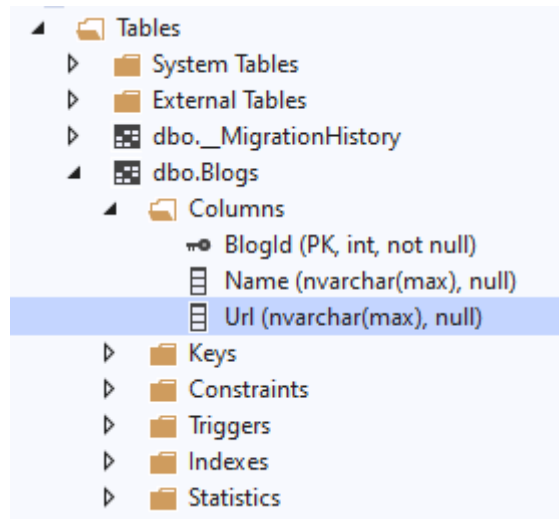 Tables
System Tables
External Tables
dbo.__MigrationHistory
dbo.Blogs
Columns
BlogId (PK, int, not null)
Name (nvarchar(max), null)
Url (nvarchar(max), null)
Keys
Constraints
Triggers
Indexes
Statistics